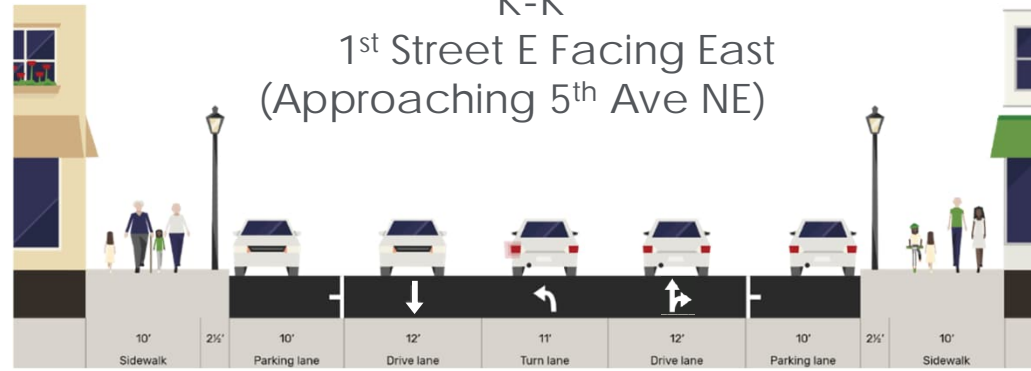 K-K
1st Street E Facing East
(Approaching 5th Ave NE)
10' 2½' 10' 12' 11' 12' 10' 2½' 10'
Sidewalk Parking lane Drive lane Turn lane Drive lane Parking lane Sidewalk